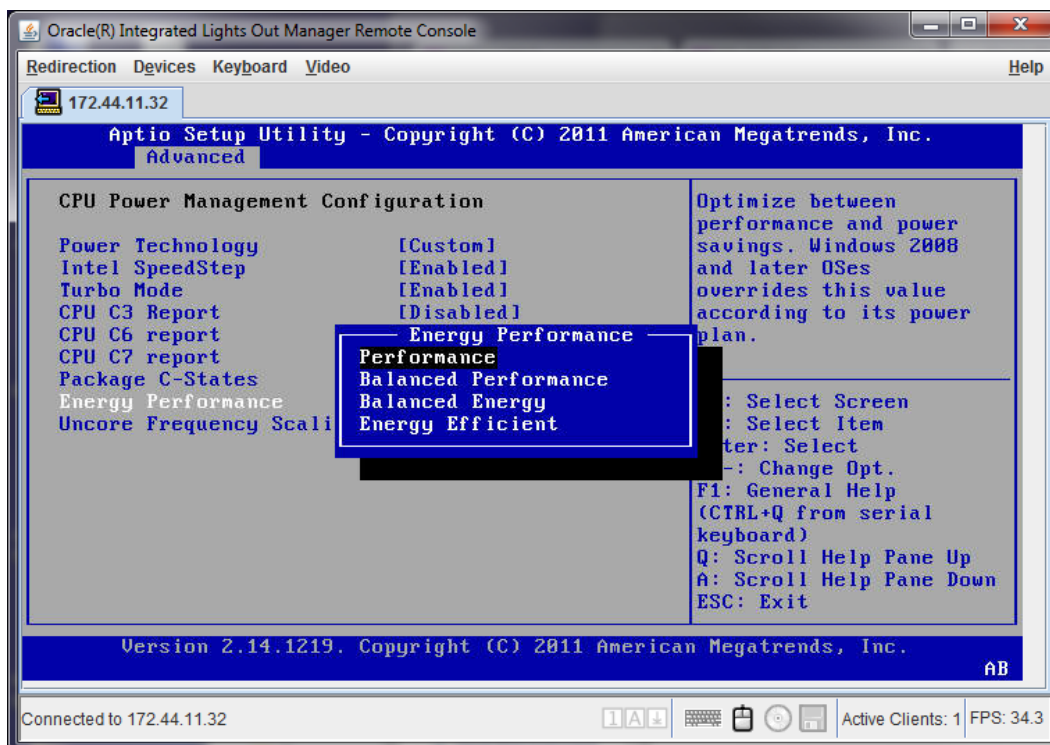 Oracle(R) Integrated Lights Out Manager Remote Console
Redirection Devices Keyboard Video Help
172.44.11.32
Aptio Setup Utility - Copyright (C) 2011 American Megatrends, Inc.
Advanced
CPU Power Management Configuration
Power Technology [Custom]
Intel SpeedStep [Enabled]
Turbo Mode [Enabled]
CPU C3 Report [Disabled]
CPU C6 report
CPU C7 report
Package C-States
Energy Performance
Uncore Frequency Scali
Energy Performance
Performance
Balanced Performance
Balanced Energy
Energy Efficient
Optimize between
performance and power
savings. Windows 2008
and later OSes
overrides this value
according to its power
plan.
: Select Screen
: Select Item
ter: Select
-: Change Opt.
F1: General Help
(CTRL+Q from serial
keyboard)
Q: Scroll Help Pane Up
A: Scroll Help Pane Down
ESC: Exit
Version 2.14.1219. Copyright (C) 2011 American Megatrends, Inc.
AB
Connected to 172.44.11.32 1 A Active Clients: 1 FPS: 34.3